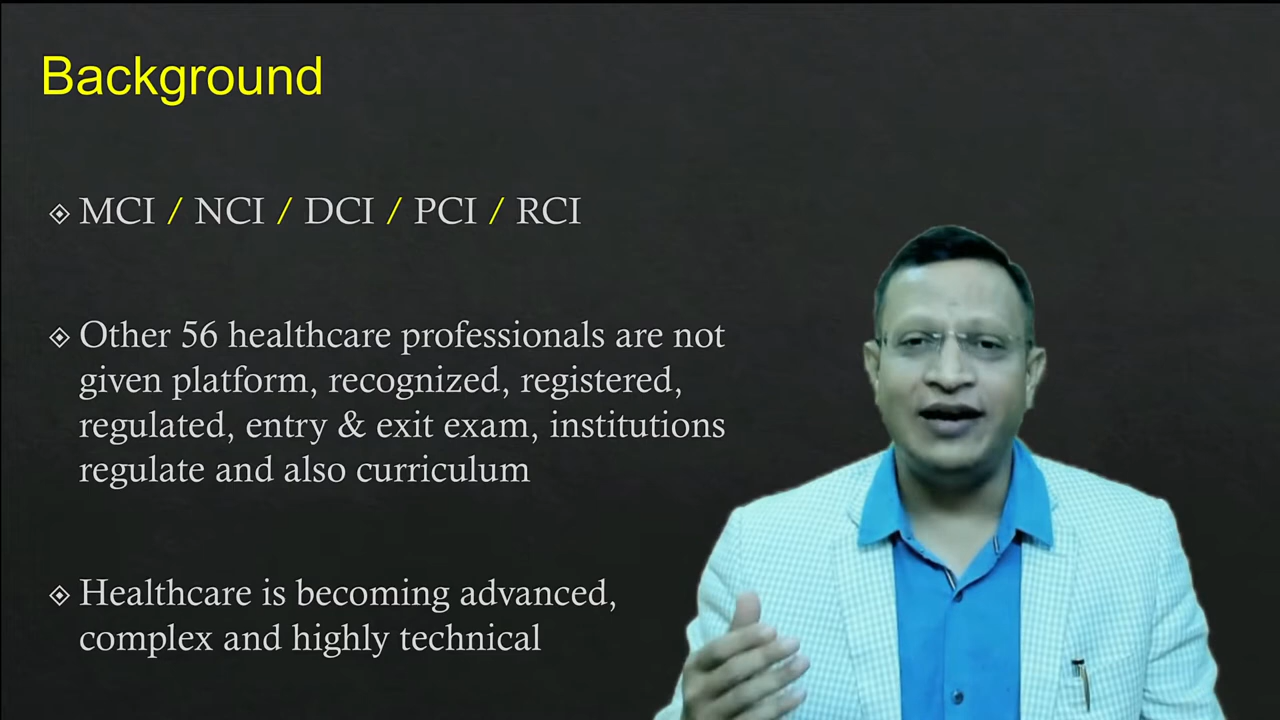 Background
MCI / NCI / DCI / PCI / RCI
Other 56 healthcare professionals are not
given platform, recognized, registered,
regulated, entry & exit exam, institutions
regulate and also curriculum
Healthcare is becoming advanced,
complex and highly technical